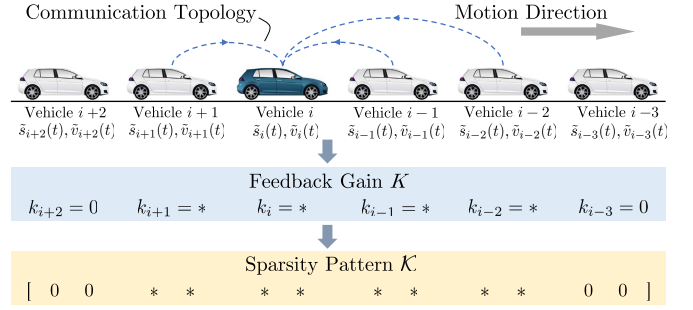 Communication Topology Motion Direction
Vehicle i+2 Vehicle i+1 Vehicle i Vehicle i−1 Vehicle i−2 Vehicle i−3
s̃ᵢ₊₂(t), ṽᵢ₊₂(t) s̃ᵢ₊₁(t), ṽᵢ₊₁(t) s̃ᵢ(t), ṽᵢ(t) s̃ᵢ₋₁(t), ṽᵢ₋₁(t) s̃ᵢ₋₂(t), ṽᵢ₋₂(t) s̃ᵢ₋₃(t), ṽᵢ₋₃(t)
Feedback Gain K
kᵢ₊₂ = 0 kᵢ₊₁ = * kᵢ = * kᵢ₋₁ = * kᵢ₋₂ = * kᵢ₋₃ = 0
Sparsity Pattern 𝒦
[ 0 0 * * * * * * * * 0 0 ]